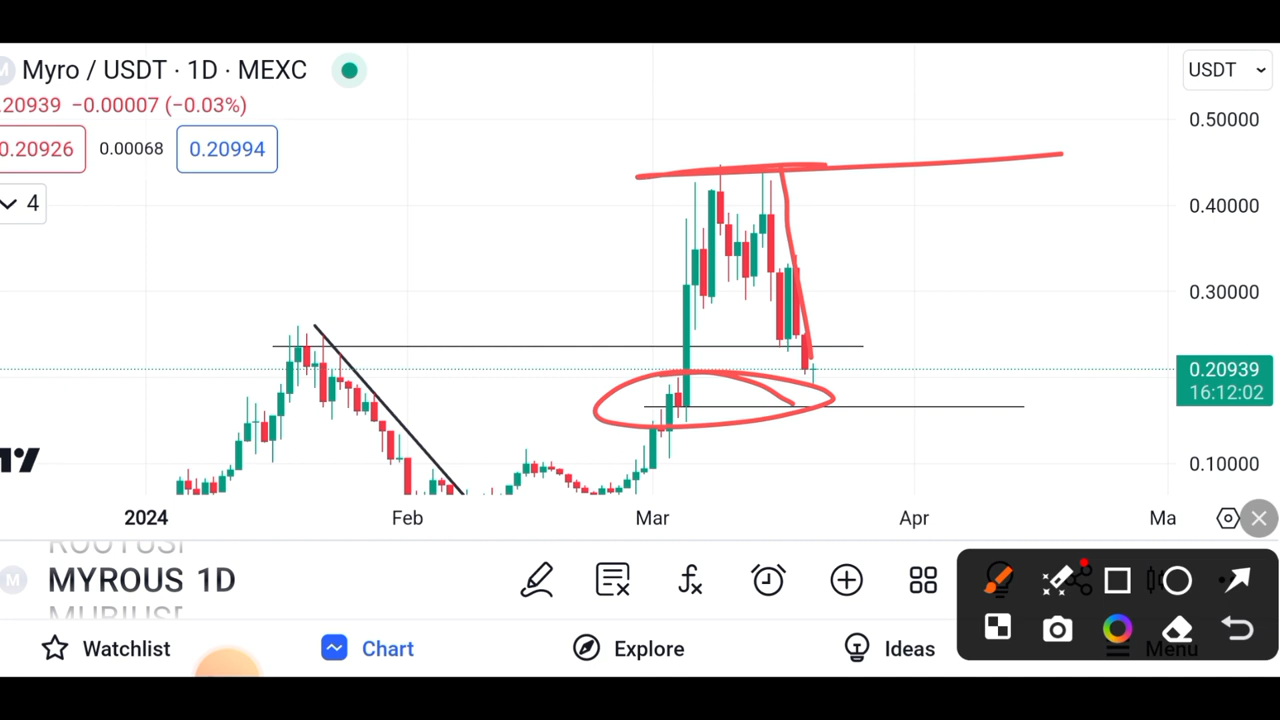 M Myro / USDT · 1D · MEXC
.20939 −0.00007 (−0.03%)
0.20926 0.00068 0.20994
4
USDT
0.50000
0.40000
0.30000
0.20939
16:12:02
0.10000
2024 Feb Mar Apr Ma
M MYROUS 1D
Watchlist Chart Explore Ideas Menu